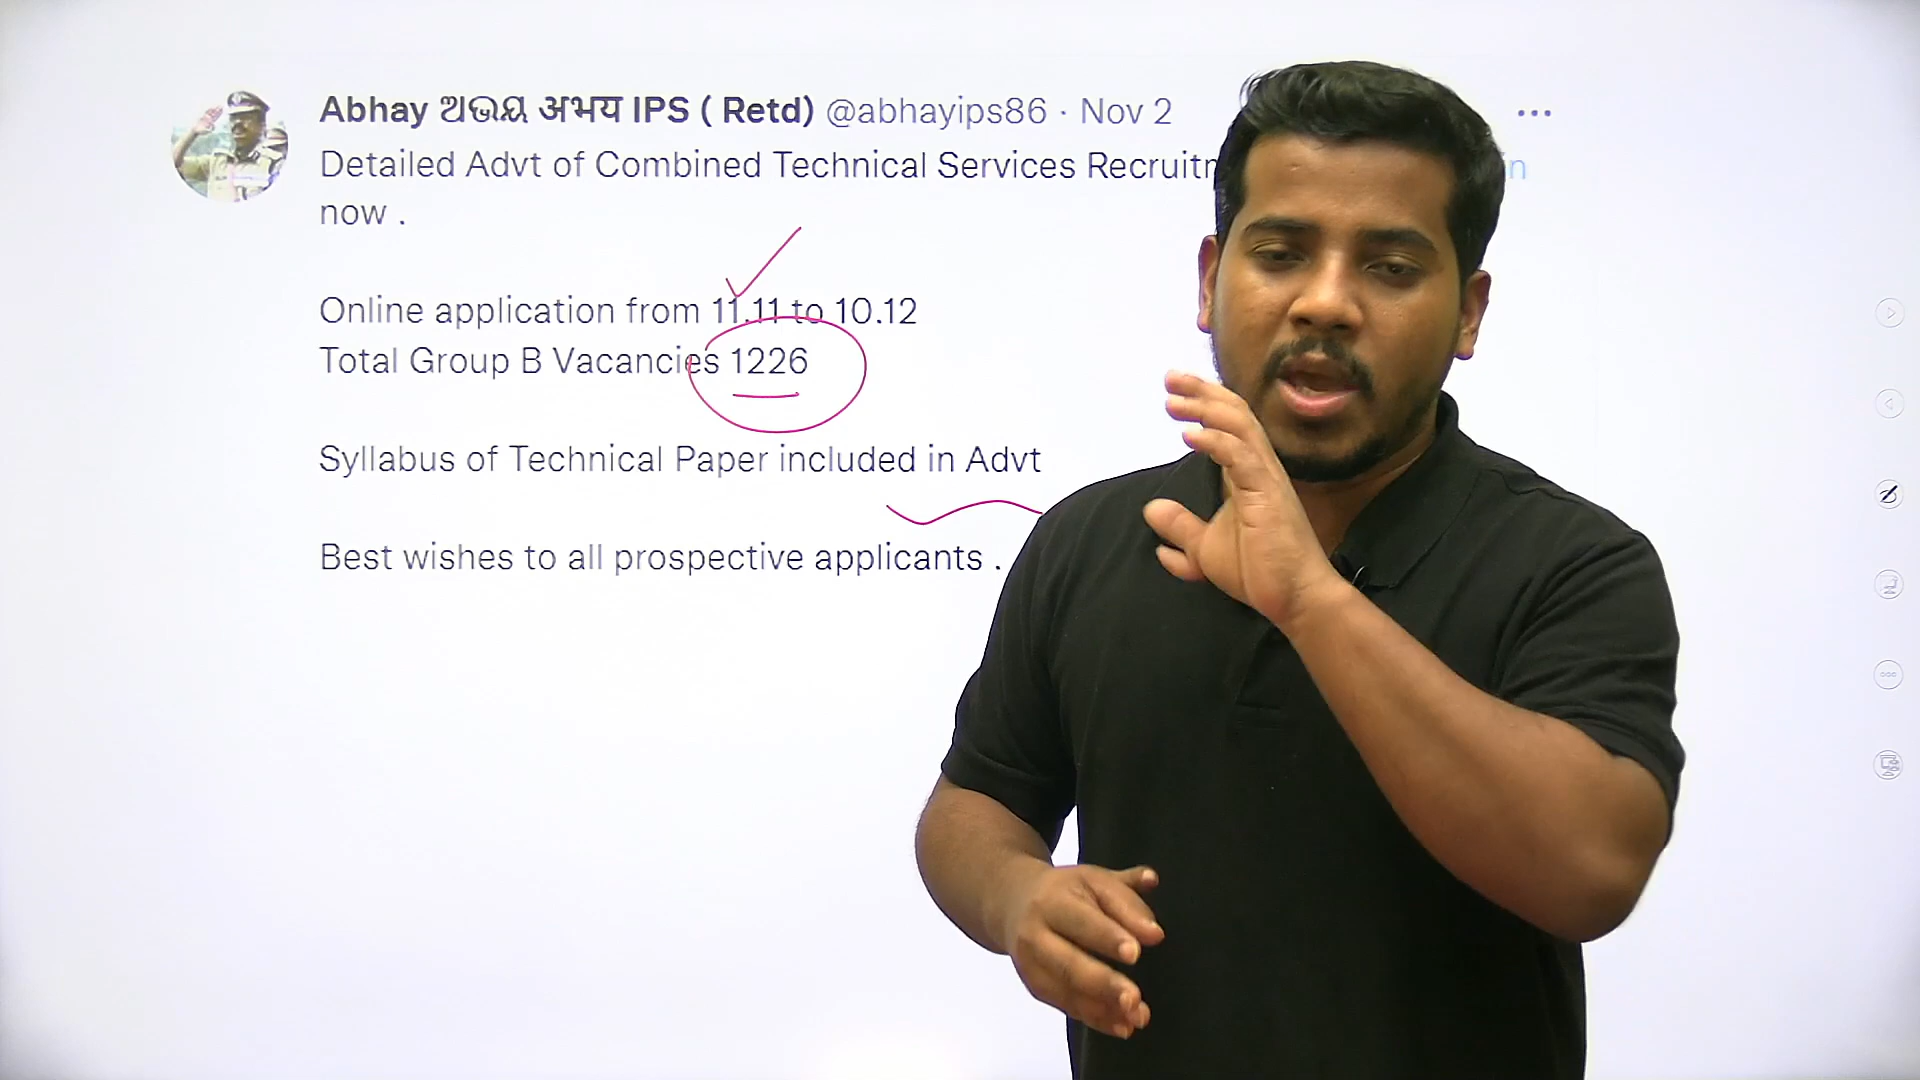 Abhay ଅଭୟ अभय IPS ( Retd) @abhayips86 · Nov 2
Detailed Advt of Combined Technical Services
now .
Online application from 11.11 to 10.12
Total Group B Vacancies 1226
Syllabus of Technical Paper included in Advt
Best wishes to all prospective applicants .